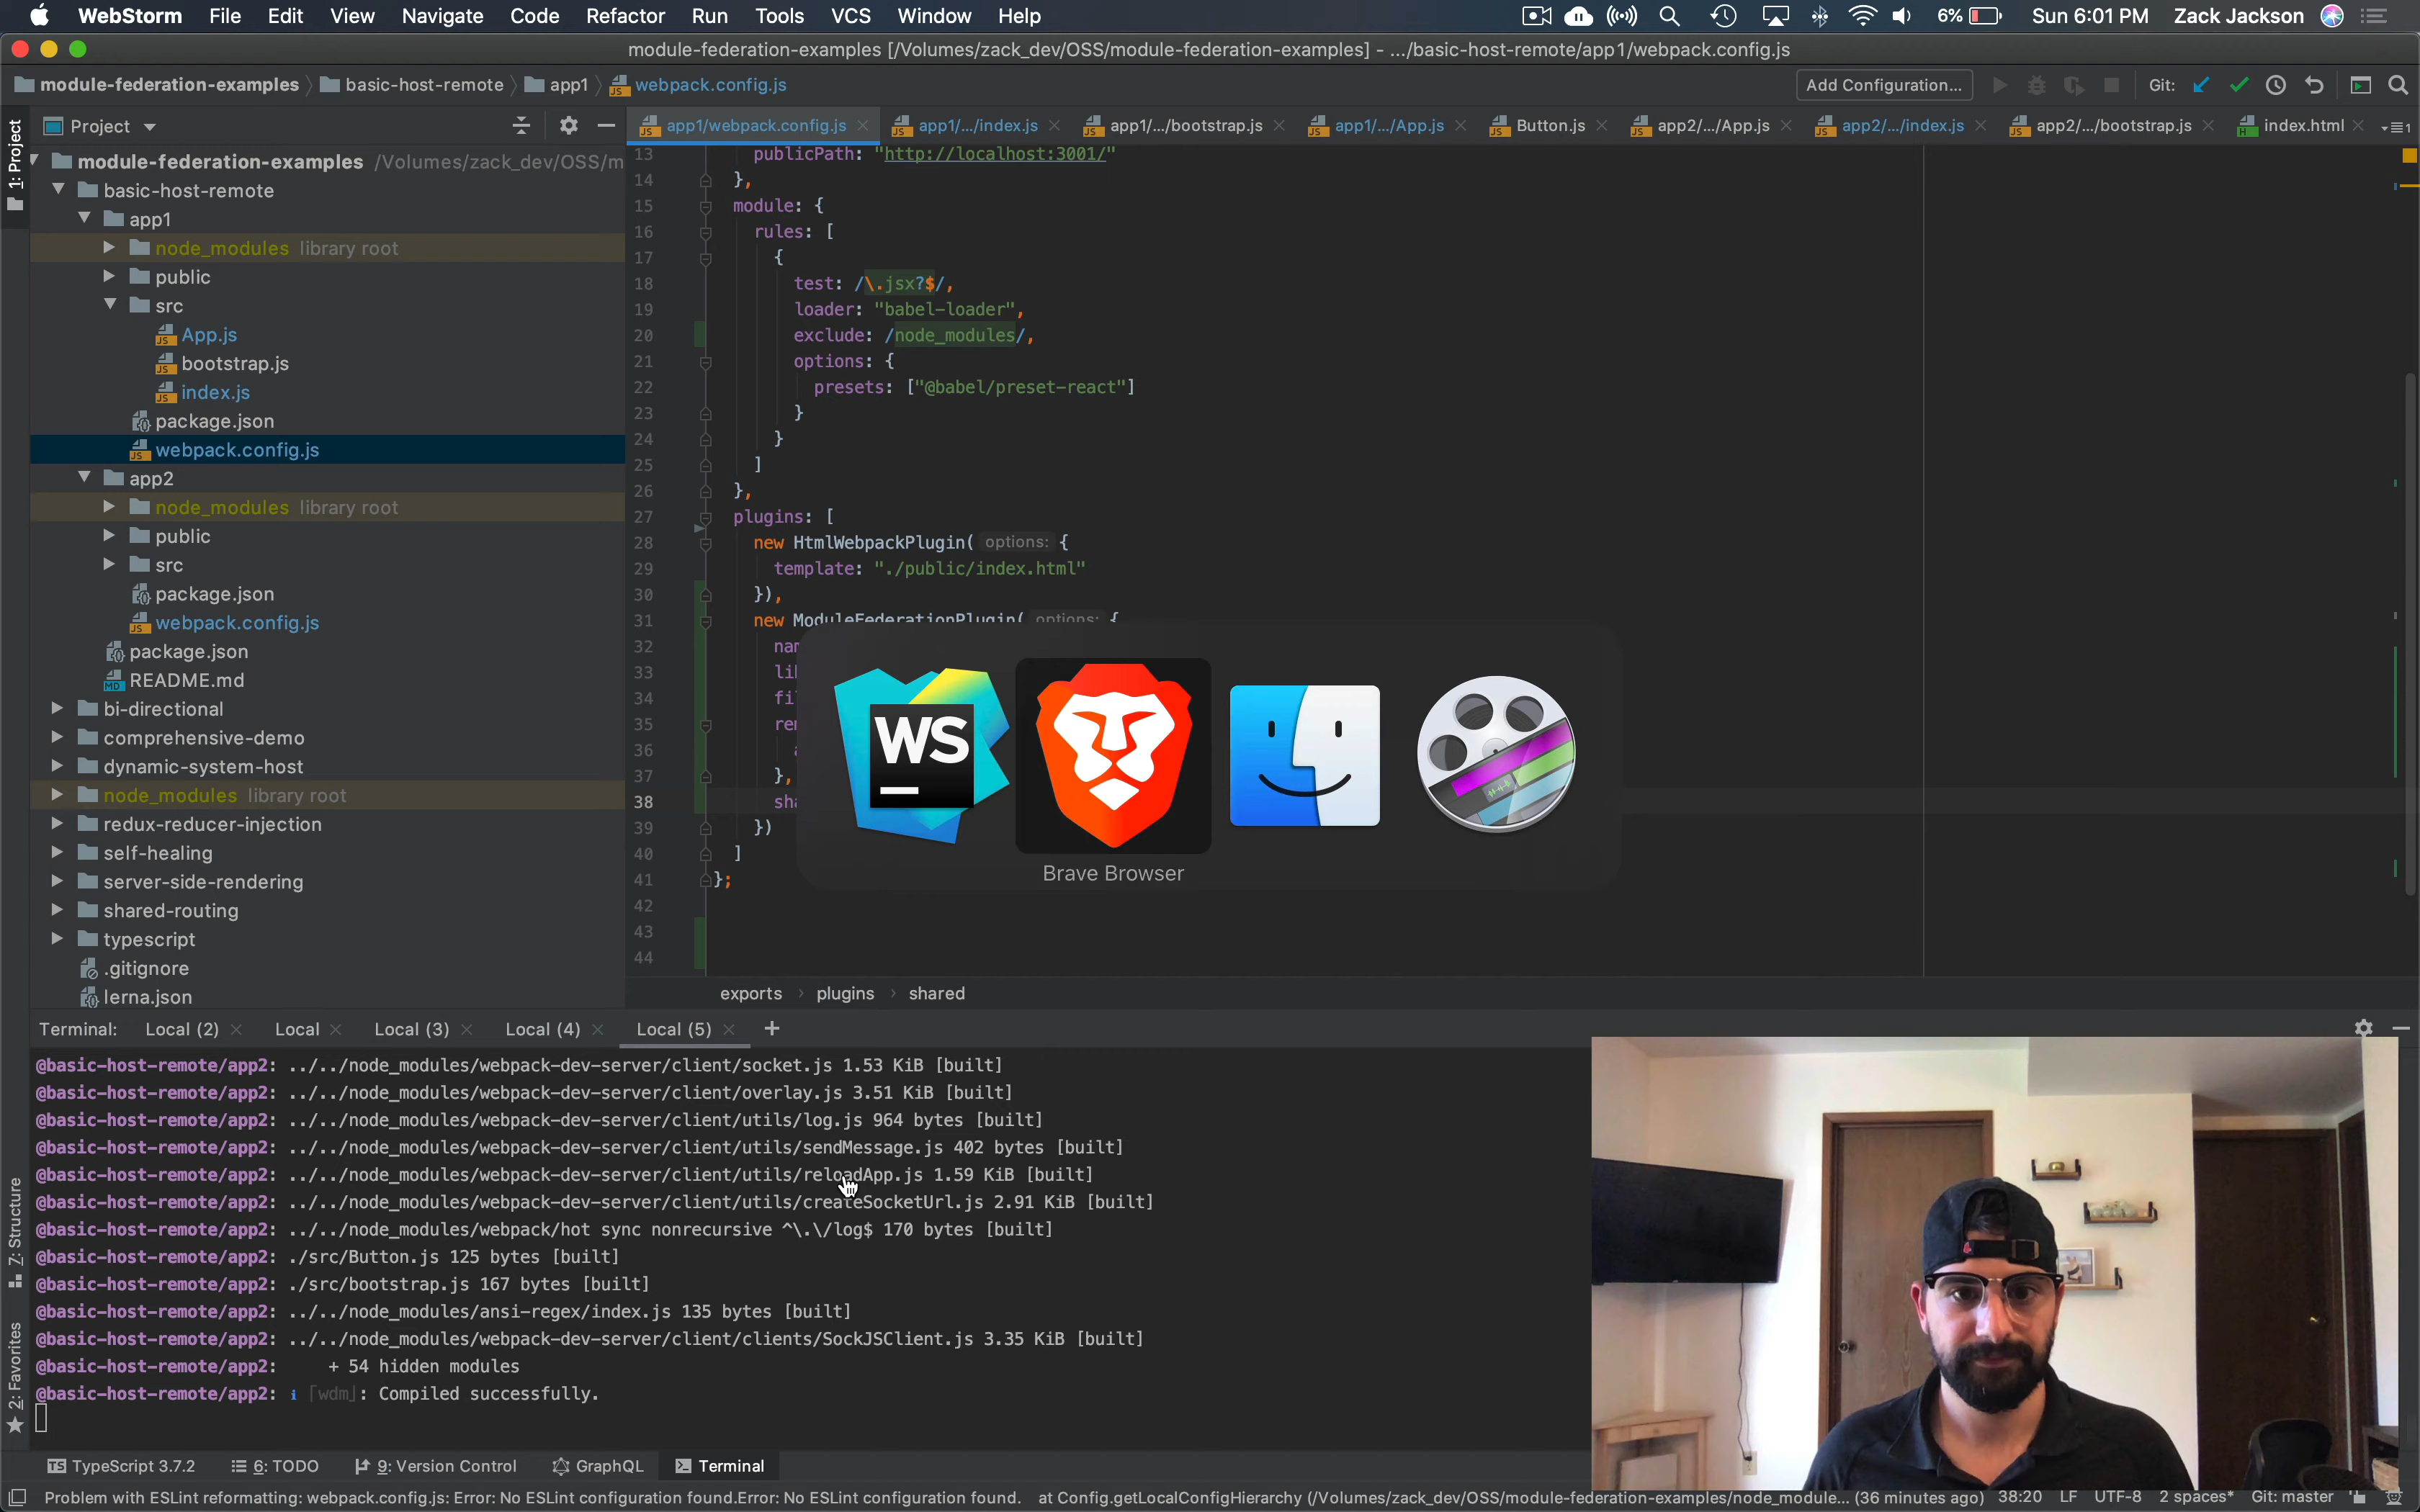 WebStorm File Edit View Navigate Code Refactor Run Tools VCS Window Help 6% Sun 6:01 PM Zack Jackson
module-federation-examples [/Volumes/zack_dev/OSS/module-federation-examples] - .../basic-host-remote/app1/webpack.config.js
module-federation-examples basic-host-remote app1 webpack.config.js Add Configuration... Git:
1: Project
Project
app1/webpack.config.js app1/.../index.js app1/.../bootstrap.js app1/.../App.js Button.js app2/.../App.js app2/.../index.js app2/.../bootstrap.js index.html
module-federation-examples /Volumes/zack_dev/OSS/m
basic-host-remote
app1
node_modules library root
public
src
App.js
bootstrap.js
index.js
package.json
webpack.config.js
app2
node_modules library root
public
src
package.json
webpack.config.js
package.json
README.md
bi-directional
comprehensive-demo
dynamic-system-host
node_modules library root
redux-reducer-injection
self-healing
server-side-rendering
shared-routing
typescript
.gitignore
lerna.json
13 publicPath: "http://localhost:3001/"
14 },
15 module: {
16 rules: [
17 {
18 test: /\.jsx?$/,
19 loader: "babel-loader",
20 exclude: /node_modules/,
21 options: {
22 presets: ["@babel/preset-react"]
23 }
24 }
25 ]
26 },
27 plugins: [
28 new HtmlWebpackPlugin( options: {
29 template: "./public/index.html"
30 }),
31 new ModuleFederationPlugin( options: {
32 nam
33 li
34 fi
35 re
36 a
37 },
38 sha
39 })
40 ]
41 };
42
43
44
WS
Brave Browser
exports plugins shared
Terminal: Local (2) Local Local (3) Local (4) Local (5) +
@basic-host-remote/app2: ../../node_modules/webpack-dev-server/client/socket.js 1.53 KiB [built]
@basic-host-remote/app2: ../../node_modules/webpack-dev-server/client/overlay.js 3.51 KiB [built]
@basic-host-remote/app2: ../../node_modules/webpack-dev-server/client/utils/log.js 964 bytes [built]
@basic-host-remote/app2: ../../node_modules/webpack-dev-server/client/utils/sendMessage.js 402 bytes [built]
@basic-host-remote/app2: ../../node_modules/webpack-dev-server/client/utils/reloadApp.js 1.59 KiB [built]
@basic-host-remote/app2: ../../node_modules/webpack-dev-server/client/utils/createSocketUrl.js 2.91 KiB [built]
@basic-host-remote/app2: ../../node_modules/webpack/hot sync nonrecursive ^\.\/log$ 170 bytes [built]
@basic-host-remote/app2: ./src/Button.js 125 bytes [built]
@basic-host-remote/app2: ./src/bootstrap.js 167 bytes [built]
@basic-host-remote/app2: ../../node_modules/ansi-regex/index.js 135 bytes [built]
@basic-host-remote/app2: ../../node_modules/webpack-dev-server/client/clients/SockJSClient.js 3.35 KiB [built]
@basic-host-remote/app2: + 54 hidden modules
@basic-host-remote/app2: ℹ ｢wdm｣: Compiled successfully.
7: Structure
2: Favorites
TypeScript 3.7.2 6: TODO 9: Version Control GraphQL Terminal
Problem with ESLint reformatting: webpack.config.js: Error: No ESLint configuration found.Error: No ESLint configuration found. at Config.getLocalConfigHierarchy (/Volumes/zack_dev/OSS/module-federation-examples/node_module... (36 minutes ago) 38:20 LF UTF-8 2 spaces* Git: master